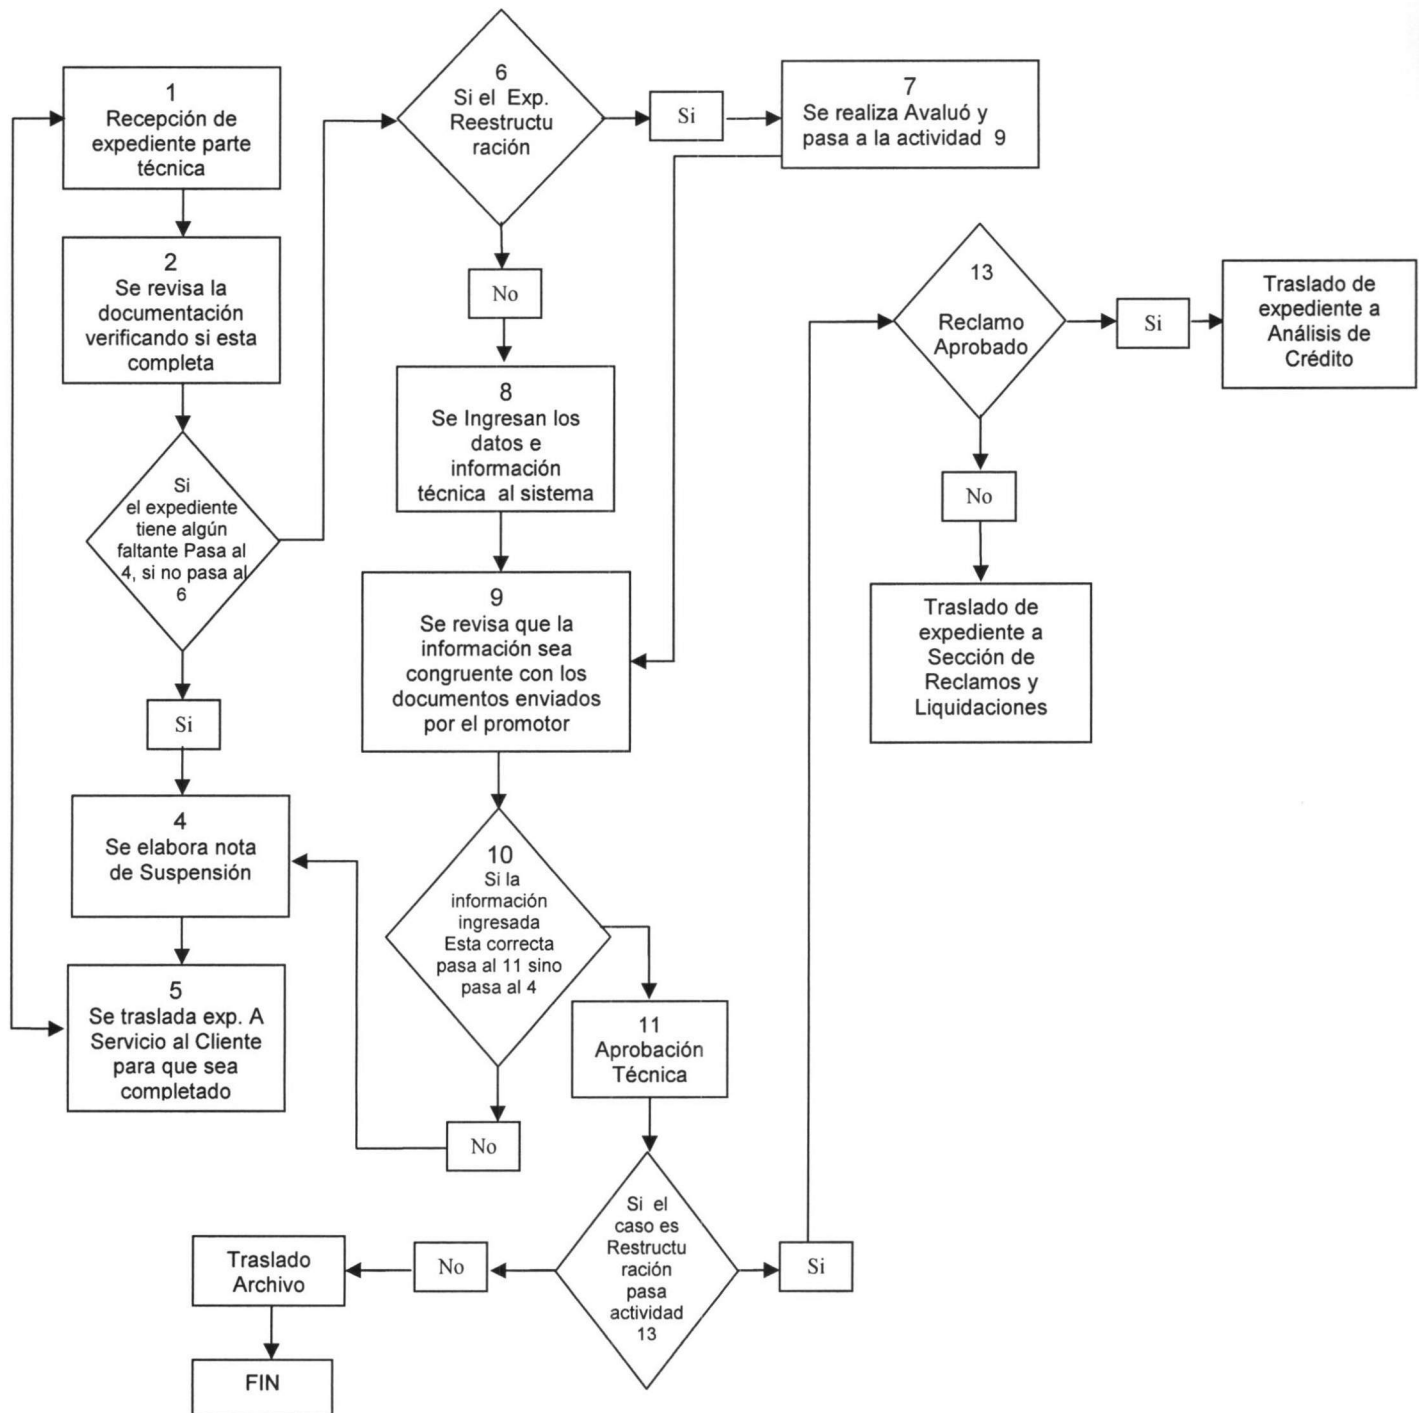 1
Recepción de
expediente parte
técnica
2
Se revisa la
documentación
verificando si esta
completa
Si
el expediente
tiene algún
faltante Pasa al
4, si no pasa al
6
Si
4
Se elabora nota
de Suspensión
5
Se traslada exp. A
Servicio al Cliente
para que sea
completado
6
Si el Exp.
Reestructu
ración
Si
7
Se realiza Avaluó y
pasa a la actividad 9
No
8
Se Ingresan los
datos e
información
técnica al sistema
9
Se revisa que la
información sea
congruente con los
documentos enviados
por el promotor
10
Si la
información
ingresada
Esta correcta
pasa al 11 sino
pasa al 4
No
11
Aprobación
Técnica
Si el
caso es
Restructu
ración
pasa
actividad
13
No
Traslado
Archivo
FIN
Si
13
Reclamo
Aprobado
Si
Traslado de
expediente a
Análisis de
Crédito
No
Traslado de
expediente a
Sección de
Reclamos y
Liquidaciones